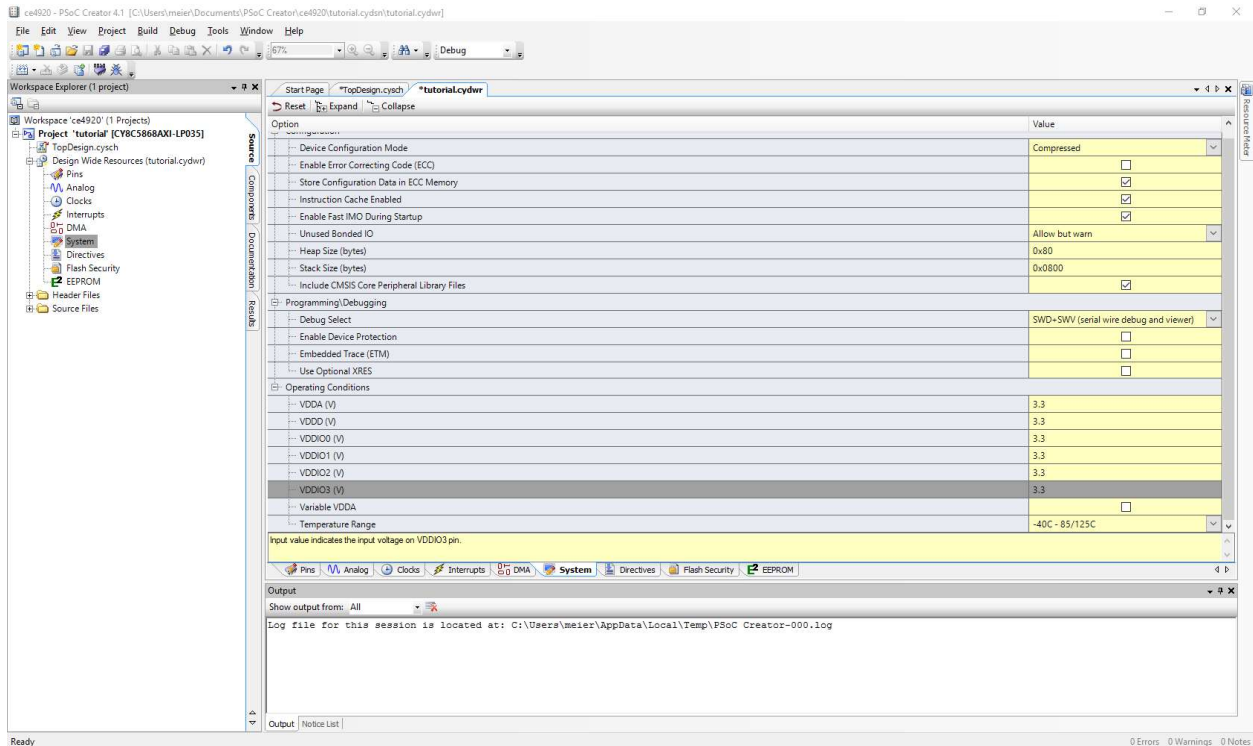 ce4920 - PSoC Creator 4.1 [C:\Users\meier\Documents\PSoC Creator\ce4920\tutorial.cydsn\tutorial.cydwr]
File Edit View Project Build Debug Tools Window Help
67% Debug
Workspace Explorer (1 project)
Workspace 'ce4920' (1 Projects)
Project 'tutorial' [CY8C5868AXI-LP035]
TopDesign.cysch
Design Wide Resources (tutorial.cydwr)
Pins
Analog
Clocks
Interrupts
DMA
System
Directives
Flash Security
EEPROM
Header Files
Source Files
Source
Components
Documentation
Results
Start Page *TopDesign.cysch *tutorial.cydwr
Reset Expand Collapse
Option Value
Configuration
Device Configuration Mode Compressed
Enable Error Correcting Code (ECC)
Store Configuration Data in ECC Memory
Instruction Cache Enabled
Enable Fast IMO During Startup
Unused Bonded IO Allow but warn
Heap Size (bytes) 0x80
Stack Size (bytes) 0x0800
Include CMSIS Core Peripheral Library Files
Programming\Debugging
Debug Select SWD+SWV (serial wire debug and viewer)
Enable Device Protection
Embedded Trace (ETM)
Use Optional XRES
Operating Conditions
VDDA (V) 3.3
VDDD (V) 3.3
VDDIO0 (V) 3.3
VDDIO1 (V) 3.3
VDDIO2 (V) 3.3
VDDIO3 (V) 3.3
Variable VDDA
Temperature Range -40C - 85/125C
Input value indicates the input voltage on VDDIO3 pin.
Pins Analog Clocks Interrupts DMA System Directives Flash Security EEPROM
Resource Meter
Output
Show output from: All
Log file for this session is located at: C:\Users\meier\AppData\Local\Temp\PSoC Creator-000.log
Output Notice List
Ready 0 Errors 0 Warnings 0 Notes